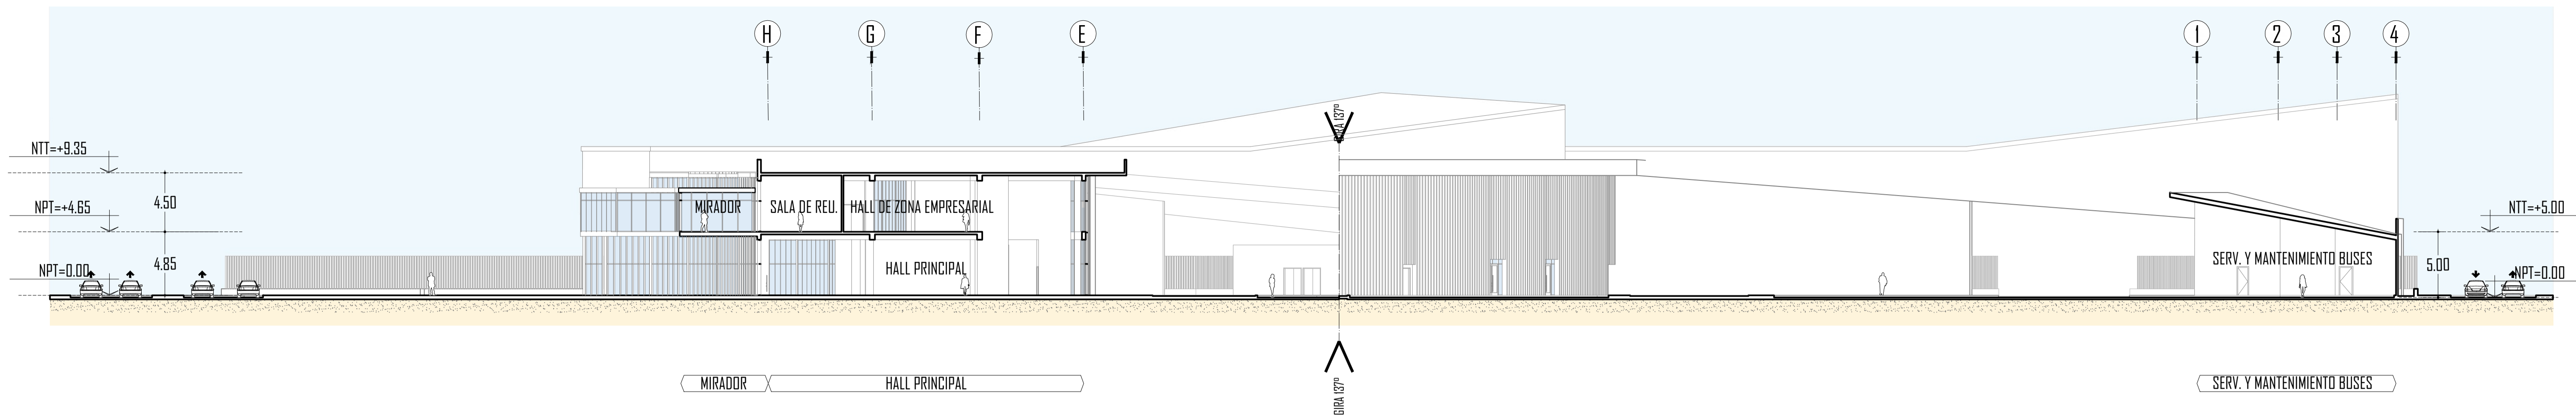 H G F E 1 2 3 4
GIRA 137º
NTT=+9.35
4.50
NPT=+4.65
4.85
NPT=0.00
MIRADOR
SALA DE REU.
HALL DE ZONA EMPRESARIAL
HALL PRINCIPAL
SERV. Y MANTENIMIENTO BUSES
NTT=+5.00
5.00
NPT=0.00
MIRADOR
HALL PRINCIPAL
GIRA 137º
SERV. Y MANTENIMIENTO BUSES